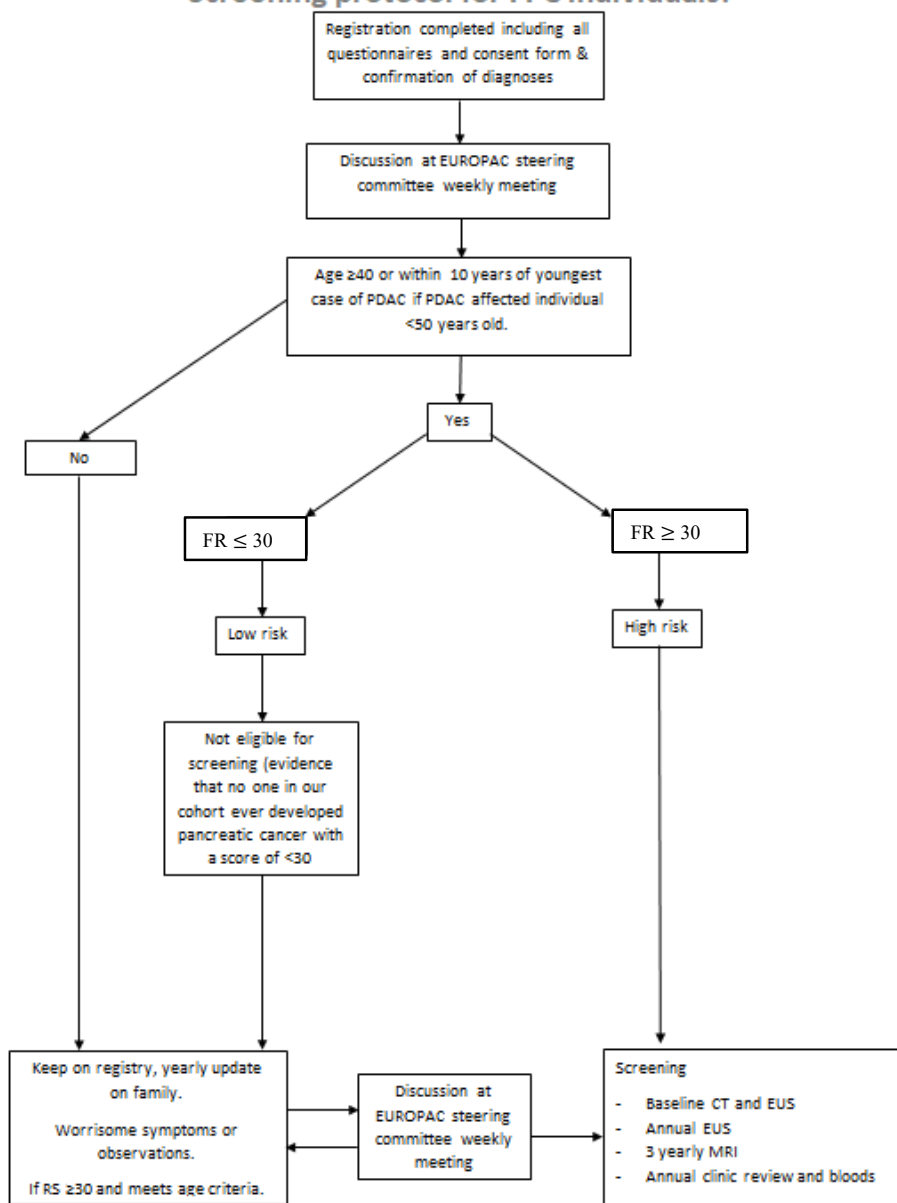 Registration completed including all
questionnaires and consent form &
confirmation of diagnoses
Discussion at EUROPAC steering
committee weekly meeting
Age ≥40 or within 10 years of youngest
case of PDAC if PDAC affected individual
<50 years old.
Yes
No
FR ≤ 30
FR ≥ 30
Low risk
High risk
Not eligible for
screening (evidence
that no one in our
cohort ever developed
pancreatic cancer with
a score of <30
Keep on registry, yearly update
on family.
Worrisome symptoms or
observations.
If RS ≥30 and meets age criteria.
Discussion at
EUROPAC steering
committee weekly
meeting
Screening
- Baseline CT and EUS
- Annual EUS
- 3 yearly MRI
- Annual clinic review and bloods